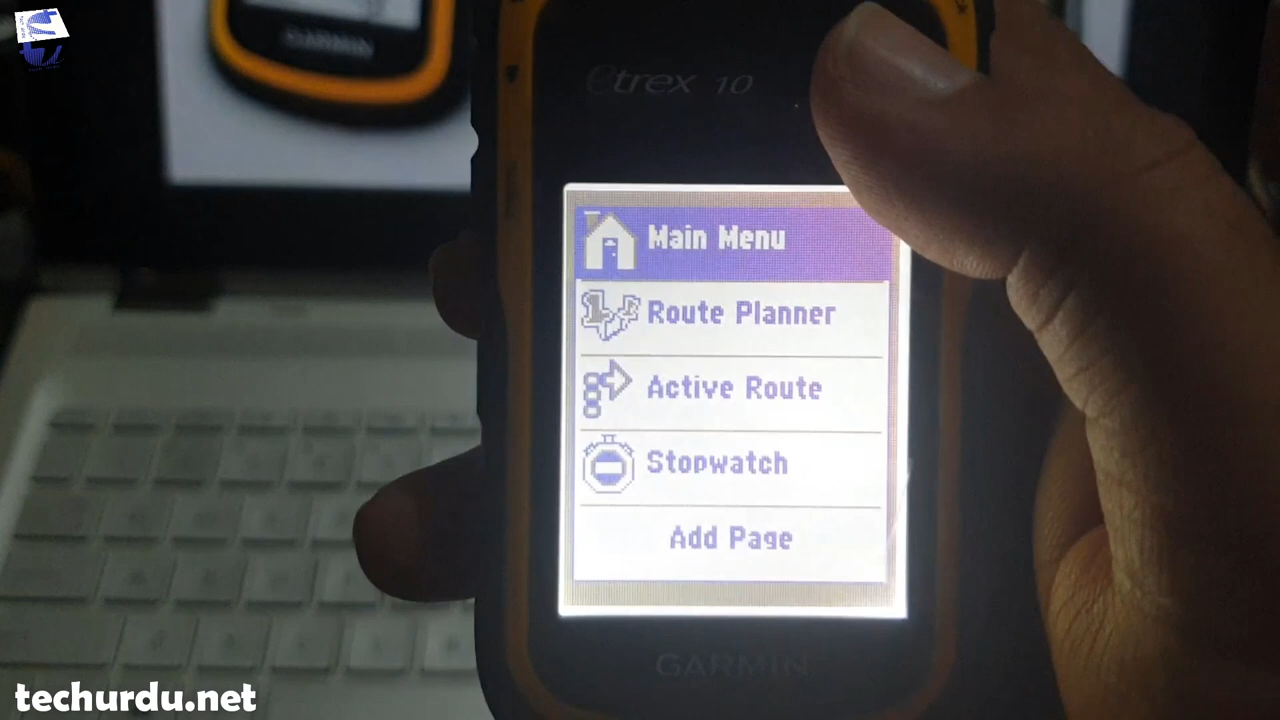 GARMIN
etrex 10
Main Menu
Route Planner
Active Route
Stopwatch
Add Page
GARMIN
techurdu.net